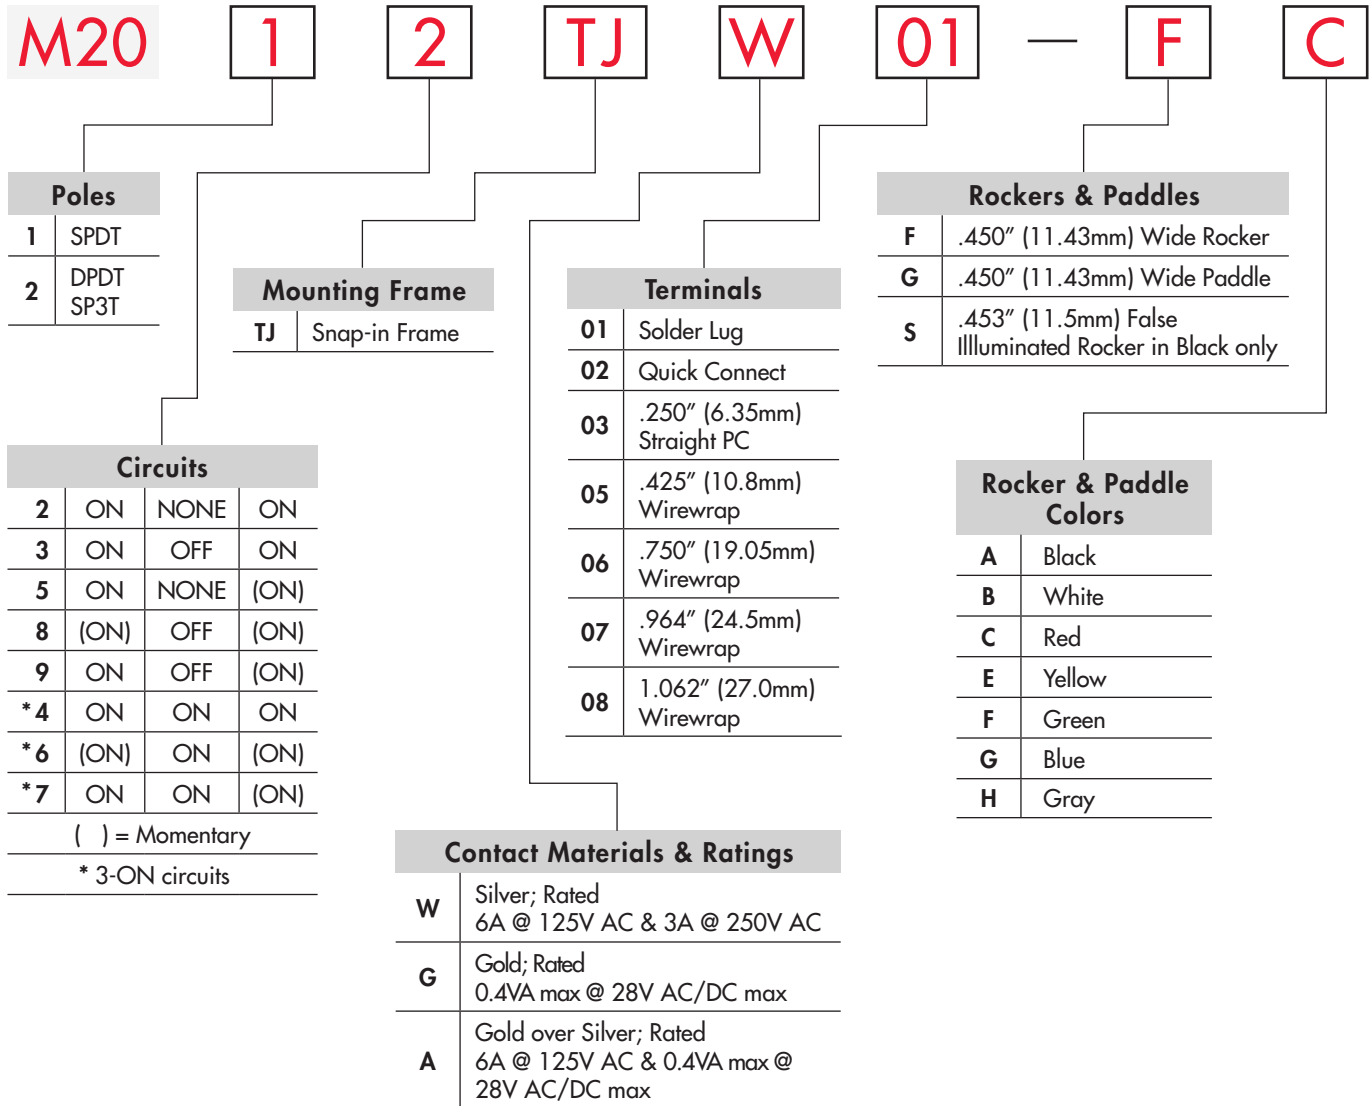 M20 1 2 TJ W 01 — F C
Poles
1 SPDT
2 DPDT
SP3T
Mounting Frame
TJ Snap-in Frame
Circuits
2 ON NONE ON
3 ON OFF ON
5 ON NONE (ON)
8 (ON) OFF (ON)
9 ON OFF (ON)
*4 ON ON ON
*6 (ON) ON (ON)
*7 ON ON (ON)
( ) = Momentary
* 3-ON circuits
Contact Materials & Ratings
W Silver; Rated
6A @ 125V AC & 3A @ 250V AC
G Gold; Rated
0.4VA max @ 28V AC/DC max
A Gold over Silver; Rated
6A @ 125V AC & 0.4VA max @
28V AC/DC max
Terminals
01 Solder Lug
02 Quick Connect
03 .250” (6.35mm)
Straight PC
05 .425” (10.8mm)
Wirewrap
06 .750” (19.05mm)
Wirewrap
07 .964” (24.5mm)
Wirewrap
08 1.062” (27.0mm)
Wirewrap
Rockers & Paddles
F .450” (11.43mm) Wide Rocker
G .450” (11.43mm) Wide Paddle
S .453” (11.5mm) False
Illluminated Rocker in Black only
Rocker & Paddle
Colors
A Black
B White
C Red
E Yellow
F Green
G Blue
H Gray